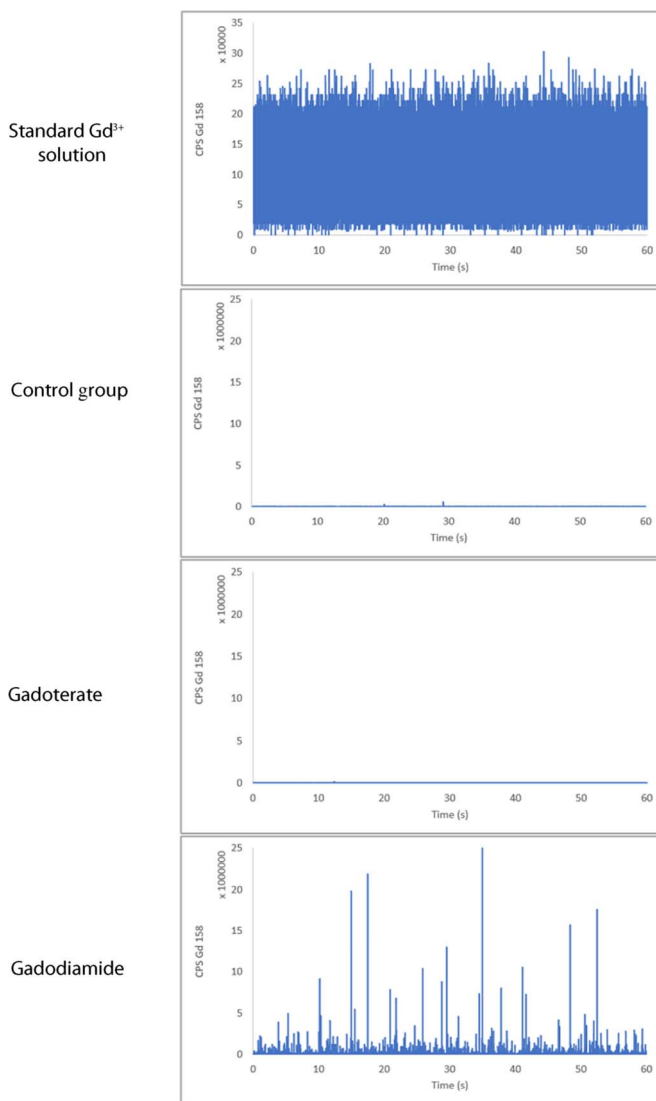 Standard Gd³⁺
solution
x 10000
CPS Gd 158
35
30
25
20
15
10
5
0
0 10 20 30 40 50 60
Time (s)
Control group
x 1000000
CPS Gd 158
25
20
15
10
5
0
0 10 20 30 40 50 60
Time (s)
Gadoterate
x 1000000
CPS Gd 158
25
20
15
10
5
0
0 10 20 30 40 50 60
Time (s)
Gadodiamide
x 1000000
CPS Gd 158
25
20
15
10
5
0
0 10 20 30 40 50 60
Time (s)